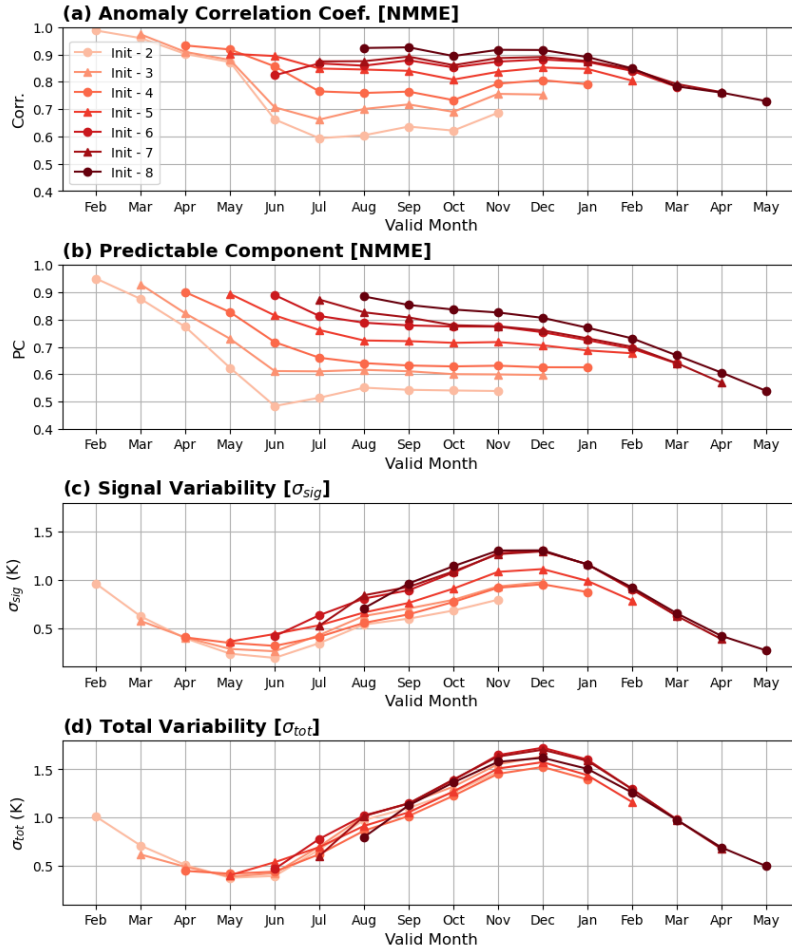 (a) Anomaly Correlation Coef. [NMME]
1.0
0.9
0.8
0.7
0.6
0.5
0.4
Corr.
Init - 2
Init - 3
Init - 4
Init - 5
Init - 6
Init - 7
Init - 8
Feb Mar Apr May Jun Jul Aug Sep Oct Nov Dec Jan Feb Mar Apr May
Valid Month
(b) Predictable Component [NMME]
1.0
0.9
0.8
0.7
0.6
0.5
0.4
PC
Feb Mar Apr May Jun Jul Aug Sep Oct Nov Dec Jan Feb Mar Apr May
Valid Month
(c) Signal Variability [σsig]
1.5
1.0
0.5
σsig (K)
Feb Mar Apr May Jun Jul Aug Sep Oct Nov Dec Jan Feb Mar Apr May
Valid Month
(d) Total Variability [σtot]
1.5
1.0
0.5
σtot (K)
Feb Mar Apr May Jun Jul Aug Sep Oct Nov Dec Jan Feb Mar Apr May
Valid Month